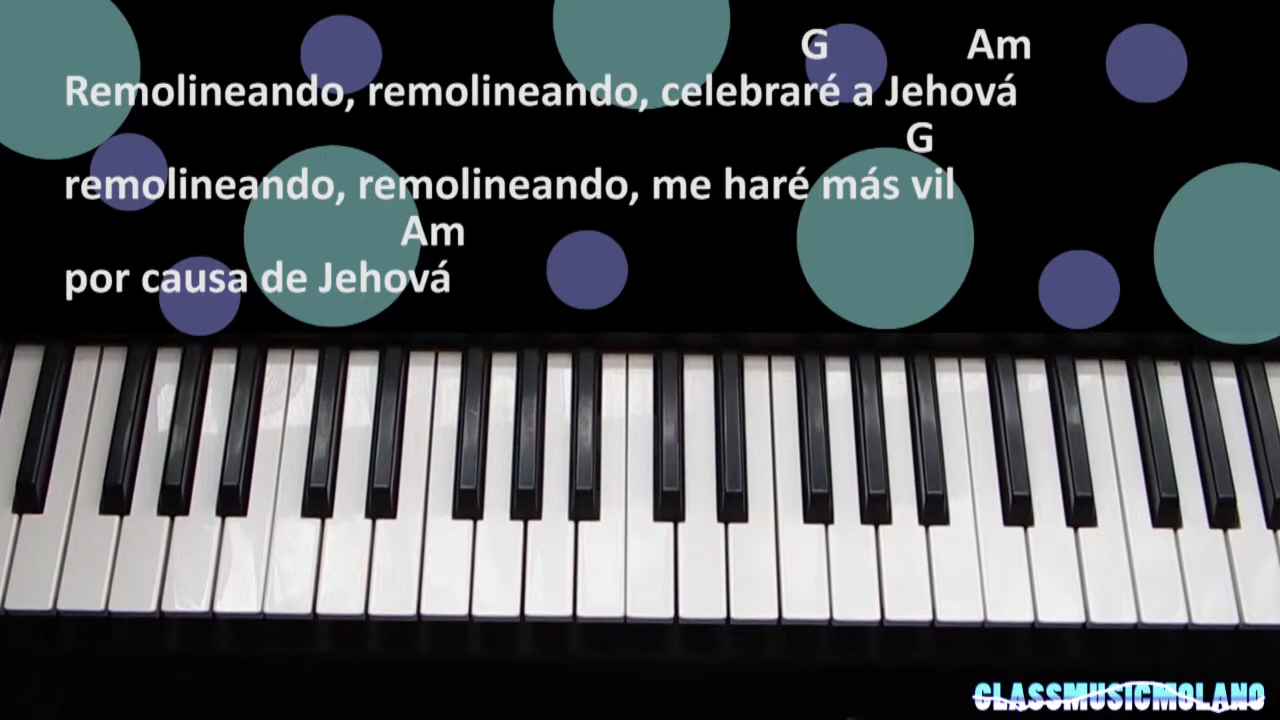 G Am
Remolineando, remolineando, celebraré a Jehová
G
remolineando, remolineando, me haré más vil
Am
por causa de Jehová
CLASSMUSICMOLANO